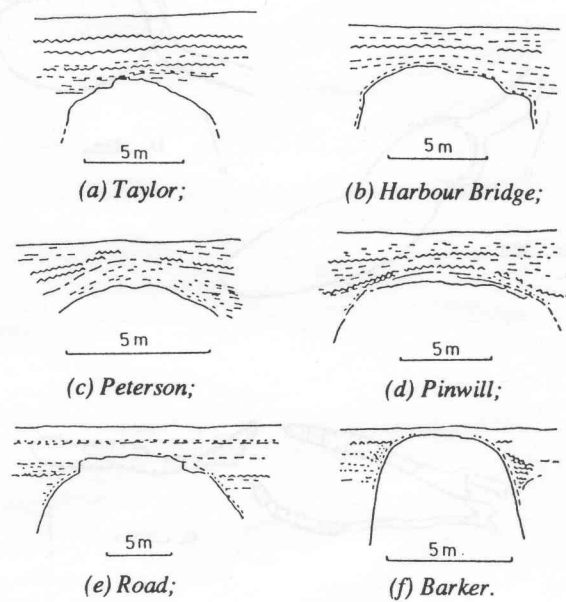 5 m
5 m
(a) Taylor;
(b) Harbour Bridge;
5 m
5 m
(c) Peterson;
(d) Pinwill;
5 m
5 m.
(e) Road;
(f) Barker.